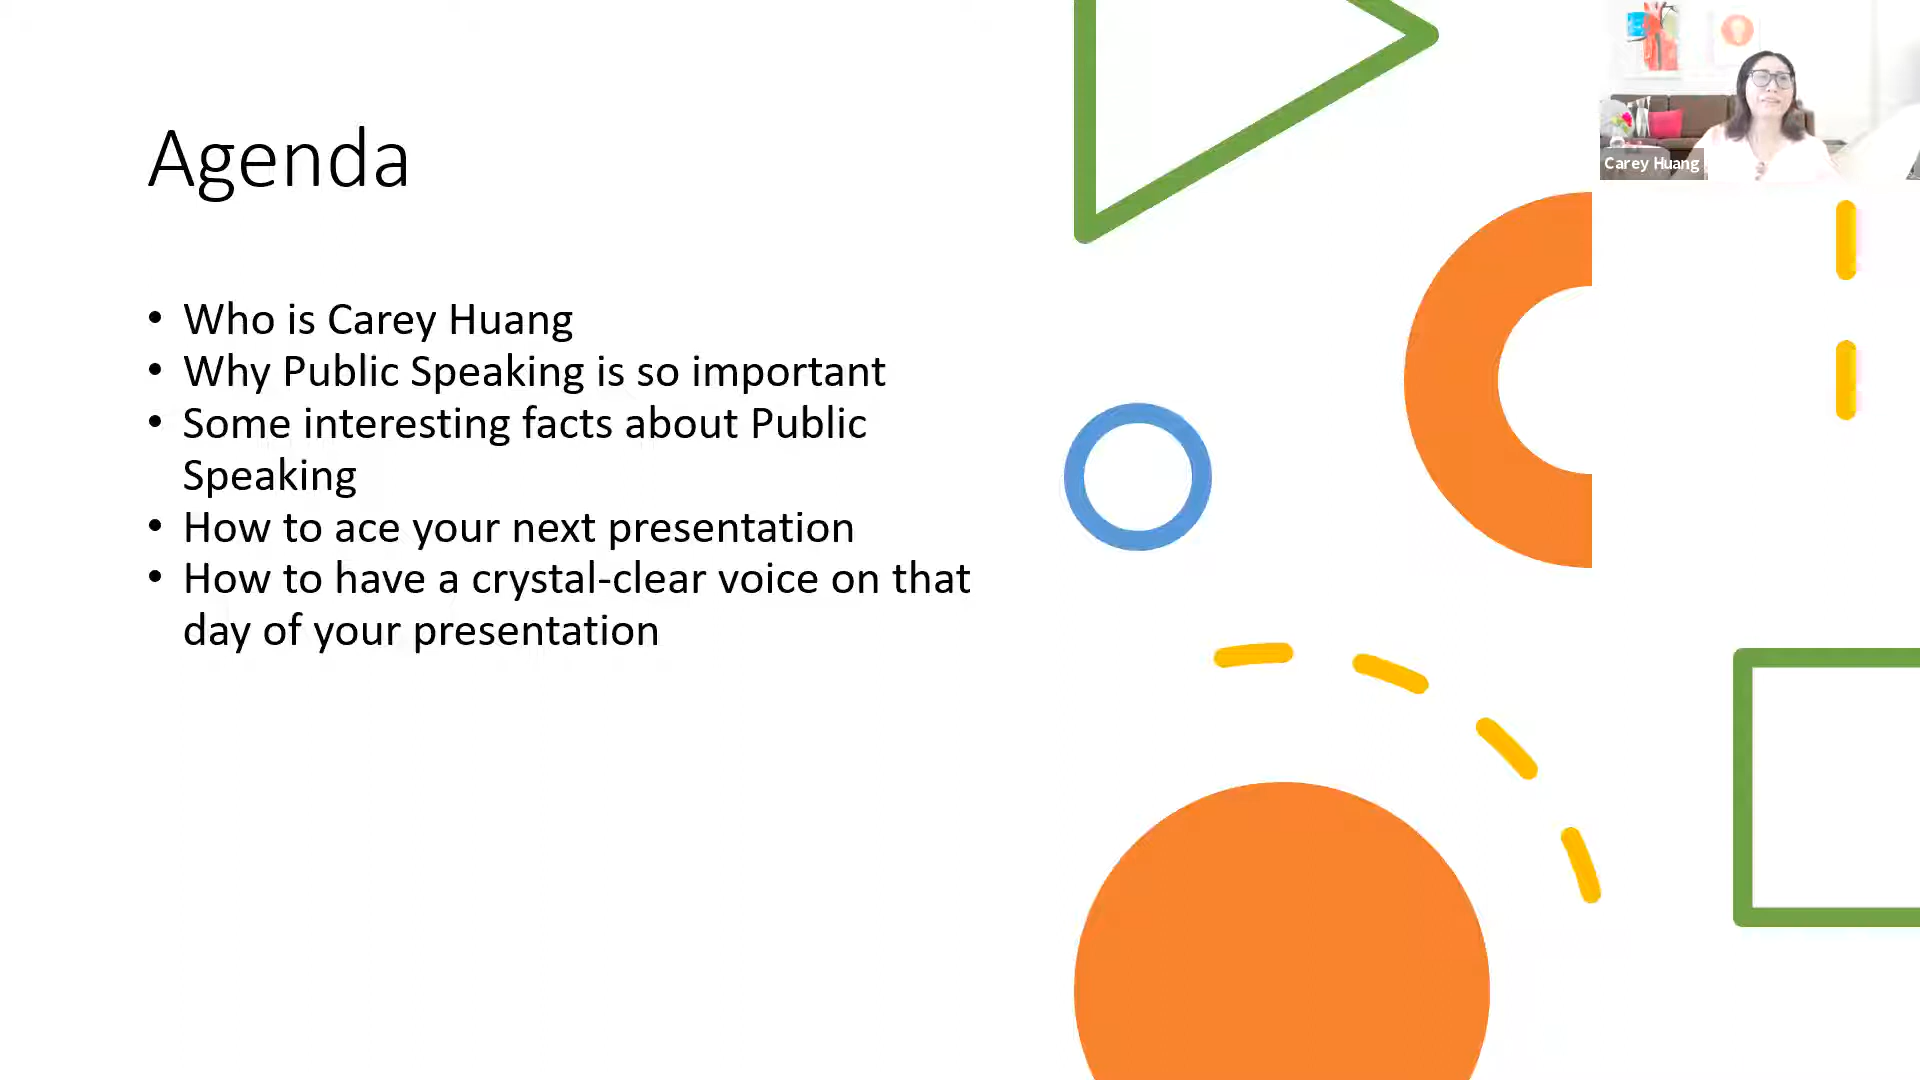 Agenda
• Who is Carey Huang
• Why Public Speaking is so important
• Some interesting facts about Public
Speaking
• How to ace your next presentation
• How to have a crystal-clear voice on that
day of your presentation
Carey Huang